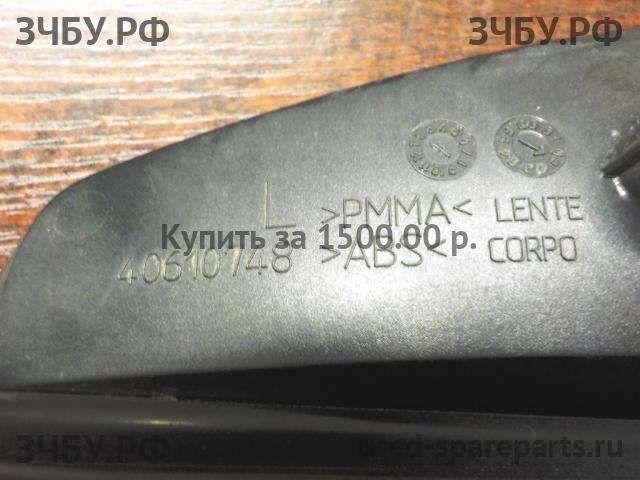 ЗЧБУ.РФ ЗЧБУ.РФ
L >PMMA< LENTE
Купить за 1500.00 р.
40610748 >ABS< CORPO
ЗЧБУ.РФ used-spareparts.ru